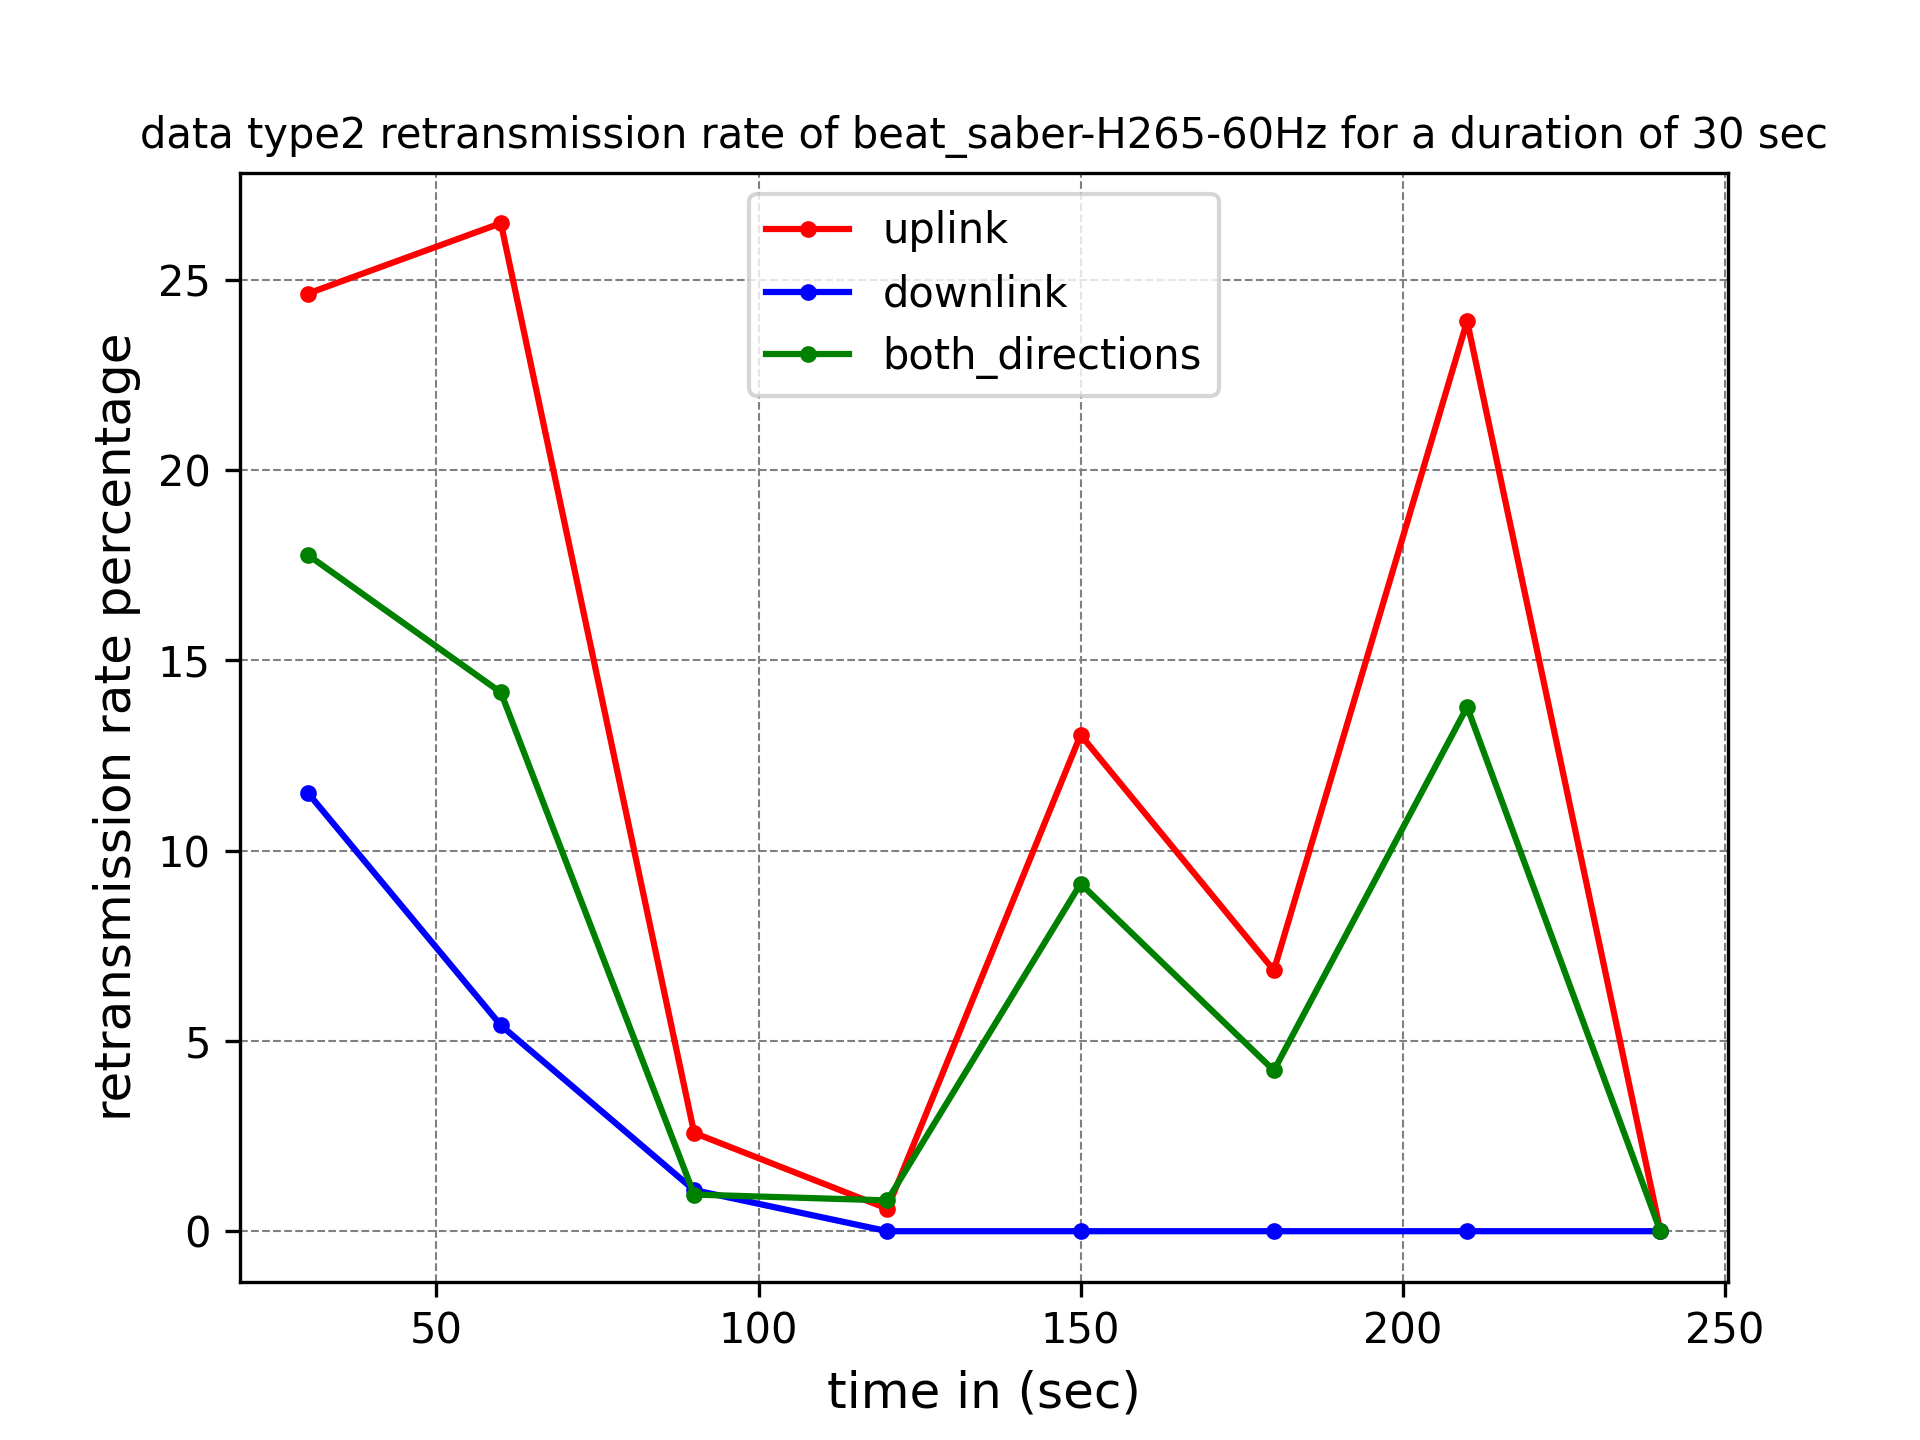 data type2 retransmission rate of beat_saber-H265-60Hz for a duration of 30 sec
uplink
downlink
both_directions
retransmission rate percentage
25
20
15
10
5
0
50 100 150 200 250
time in (sec)